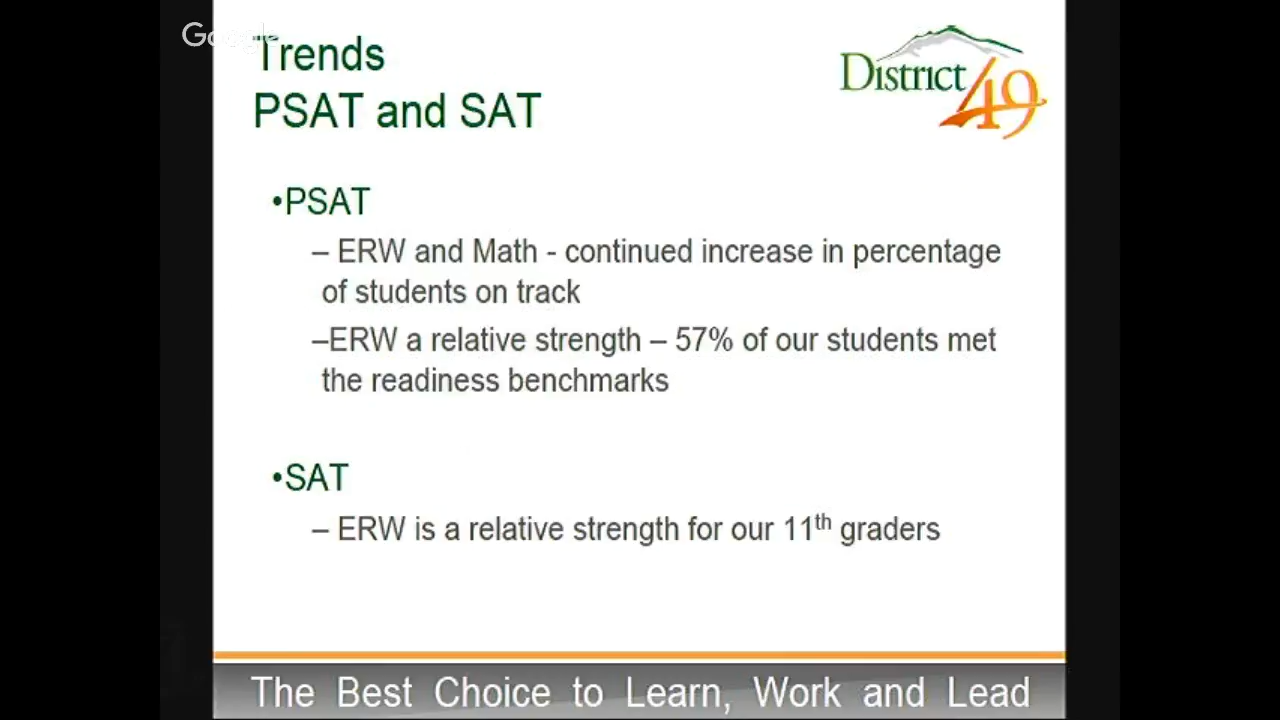 Google
Trends
PSAT and SAT
District
49
•PSAT
– ERW and Math - continued increase in percentage
of students on track
–ERW a relative strength – 57% of our students met
the readiness benchmarks
•SAT
– ERW is a relative strength for our 11th graders
The Best Choice to Learn, Work and Lead